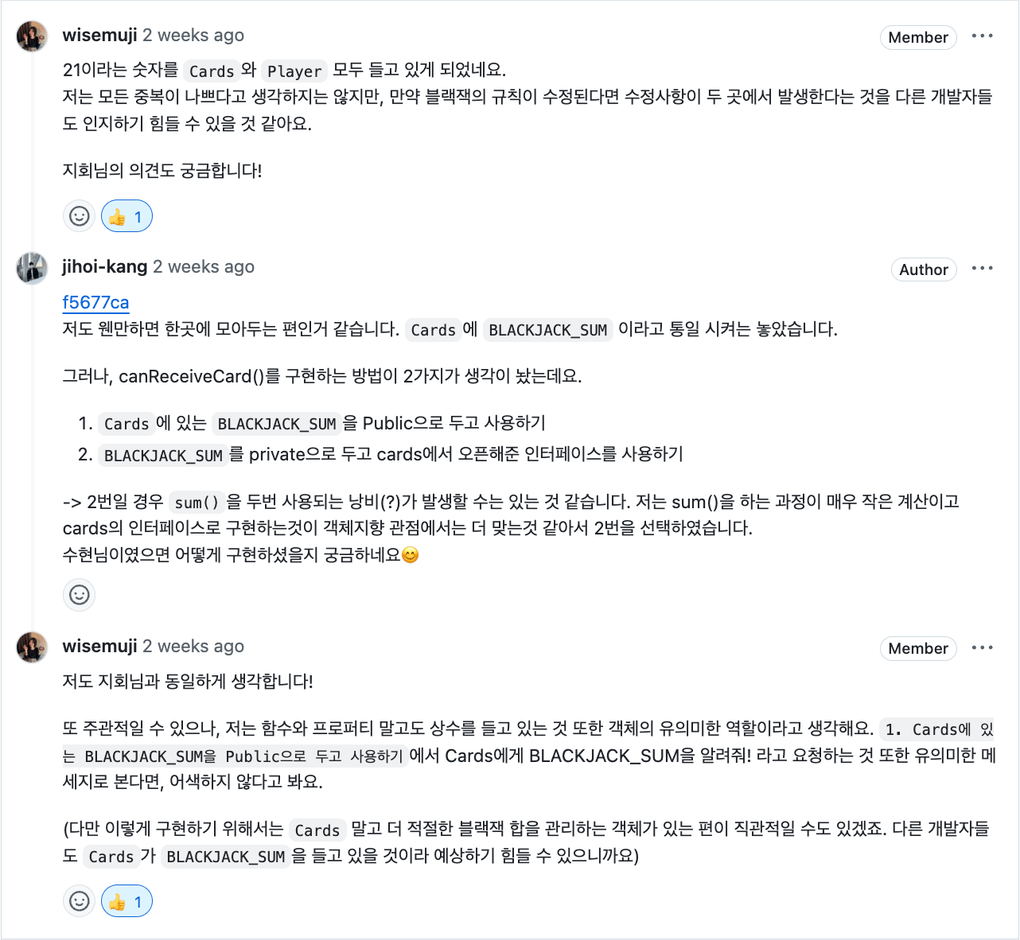 wisemuji 2 weeks ago
Member
21이라는 숫자를 Cards 와 Player 모두 들고 있게 되었네요.
저는 모든 중복이 나쁘다고 생각하지는 않지만, 만약 블랙잭의 규칙이 수정된다면 수정사항이 두 곳에서 발생한다는 것을 다른 개발자들
도 인지하기 힘들 수 있을 것 같아요.
지회님의 의견도 궁금합니다!
1
jihoi-kang 2 weeks ago
Author
f5677ca
저도 웬만하면 한곳에 모아두는 편인거 같습니다. Cards 에 BLACKJACK_SUM 이라고 통일 시켜는 놓았습니다.
그러나, canReceiveCard()를 구현하는 방법이 2가지가 생각이 났는데요.
1. Cards 에 있는 BLACKJACK_SUM 을 Public으로 두고 사용하기
2. BLACKJACK_SUM 를 private으로 두고 cards에서 오픈해준 인터페이스를 사용하기
-> 2번일 경우 sum() 을 두번 사용되는 낭비(?)가 발생할 수는 있는 것 같습니다. 저는 sum()을 하는 과정이 매우 작은 계산이고
cards의 인터페이스로 구현하는것이 객체지향 관점에서는 더 맞는것 같아서 2번을 선택하였습니다.
수현님이였으면 어떻게 구현하셨을지 궁금하네요😊
wisemuji 2 weeks ago
Member
저도 지회님과 동일하게 생각합니다!
또 주관적일 수 있으나, 저는 함수와 프로퍼티 말고도 상수를 들고 있는 것 또한 객체의 유의미한 역할이라고 생각해요. 1. Cards에 있
는 BLACKJACK_SUM을 Public으로 두고 사용하기 에서 Cards에게 BLACKJACK_SUM을 알려줘! 라고 요청하는 것 또한 유의미한 메
세지로 본다면, 어색하지 않다고 봐요.
(다만 이렇게 구현하기 위해서는 Cards 말고 더 적절한 블랙잭 합을 관리하는 객체가 있는 편이 직관적일 수도 있겠죠. 다른 개발자들
도 Cards 가 BLACKJACK_SUM 을 들고 있을 것이라 예상하기 힘들 수 있으니까요)
1